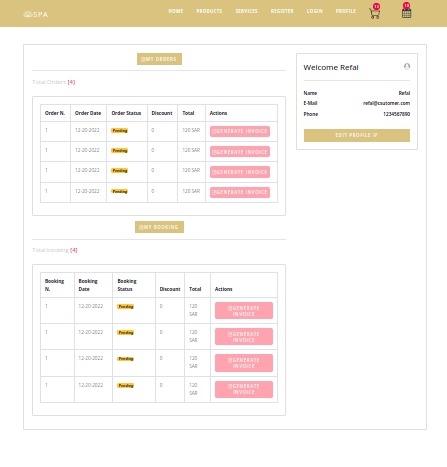 SPA
HOME PRODUCTS SERVICES REGISTER LOGIN PROFILE
MY ORDERS
Total Orders [4]
Order N. Order Date Order Status Discount Total Actions
1 12-20-2022 Pending 0 120 SAR GENERATE INVOICE
1 12-20-2022 Pending 0 120 SAR GENERATE INVOICE
1 12-20-2022 Pending 0 120 SAR GENERATE INVOICE
1 12-20-2022 Pending 0 120 SAR GENERATE INVOICE
MY BOOKING
Total booking [4]
Booking N. Booking Date Booking Status Discount Total Actions
1 12-20-2022 Pending 0 120 SAR GENERATE INVOICE
1 12-20-2022 Pending 0 120 SAR GENERATE INVOICE
1 12-20-2022 Pending 0 120 SAR GENERATE INVOICE
1 12-20-2022 Pending 0 120 SAR GENERATE INVOICE
Welcome Refal
Name Refal
E-Mail refal@csutomer.com
Phone 1234567890
EDIT PROFILE